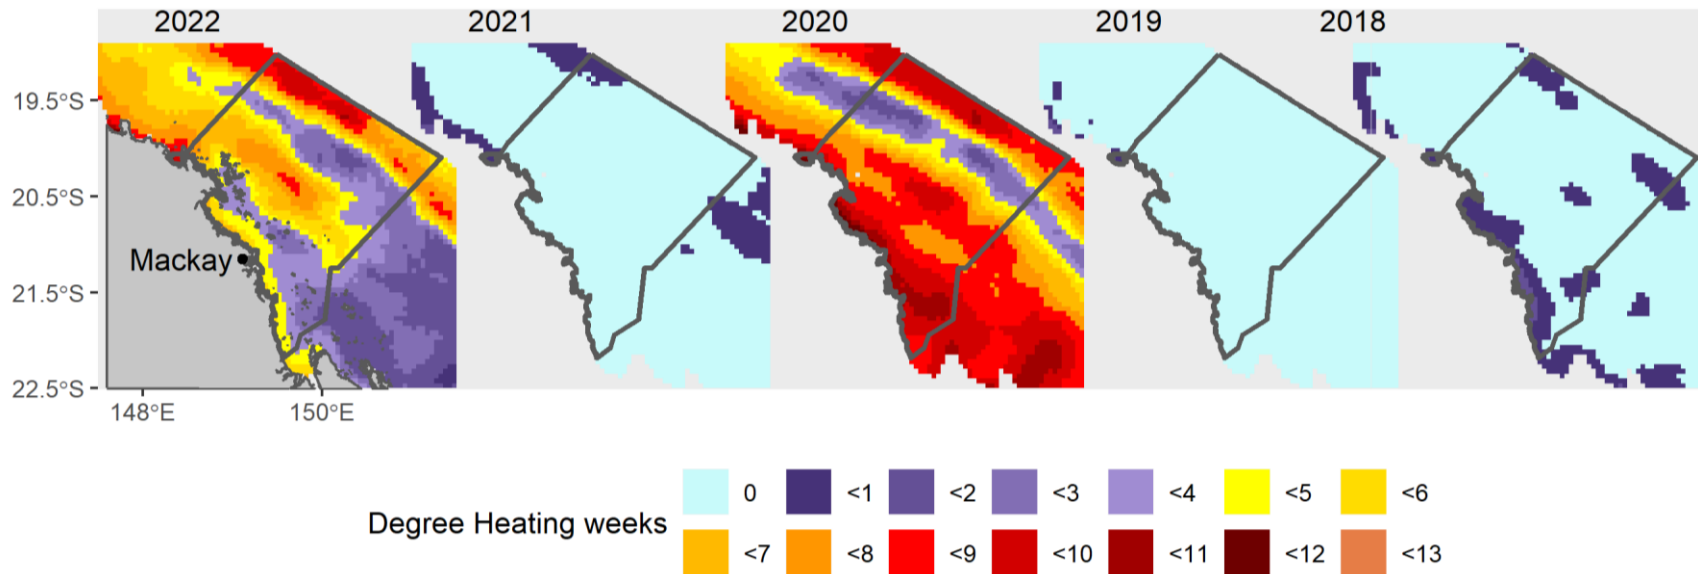 2022 2021 2020 2019 2018
19.5°S
20.5°S
Mackay
21.5°S
22.5°S
148°E 150°E
0 <1 <2 <3 <4 <5 <6
Degree Heating weeks
<7 <8 <9 <10 <11 <12 <13